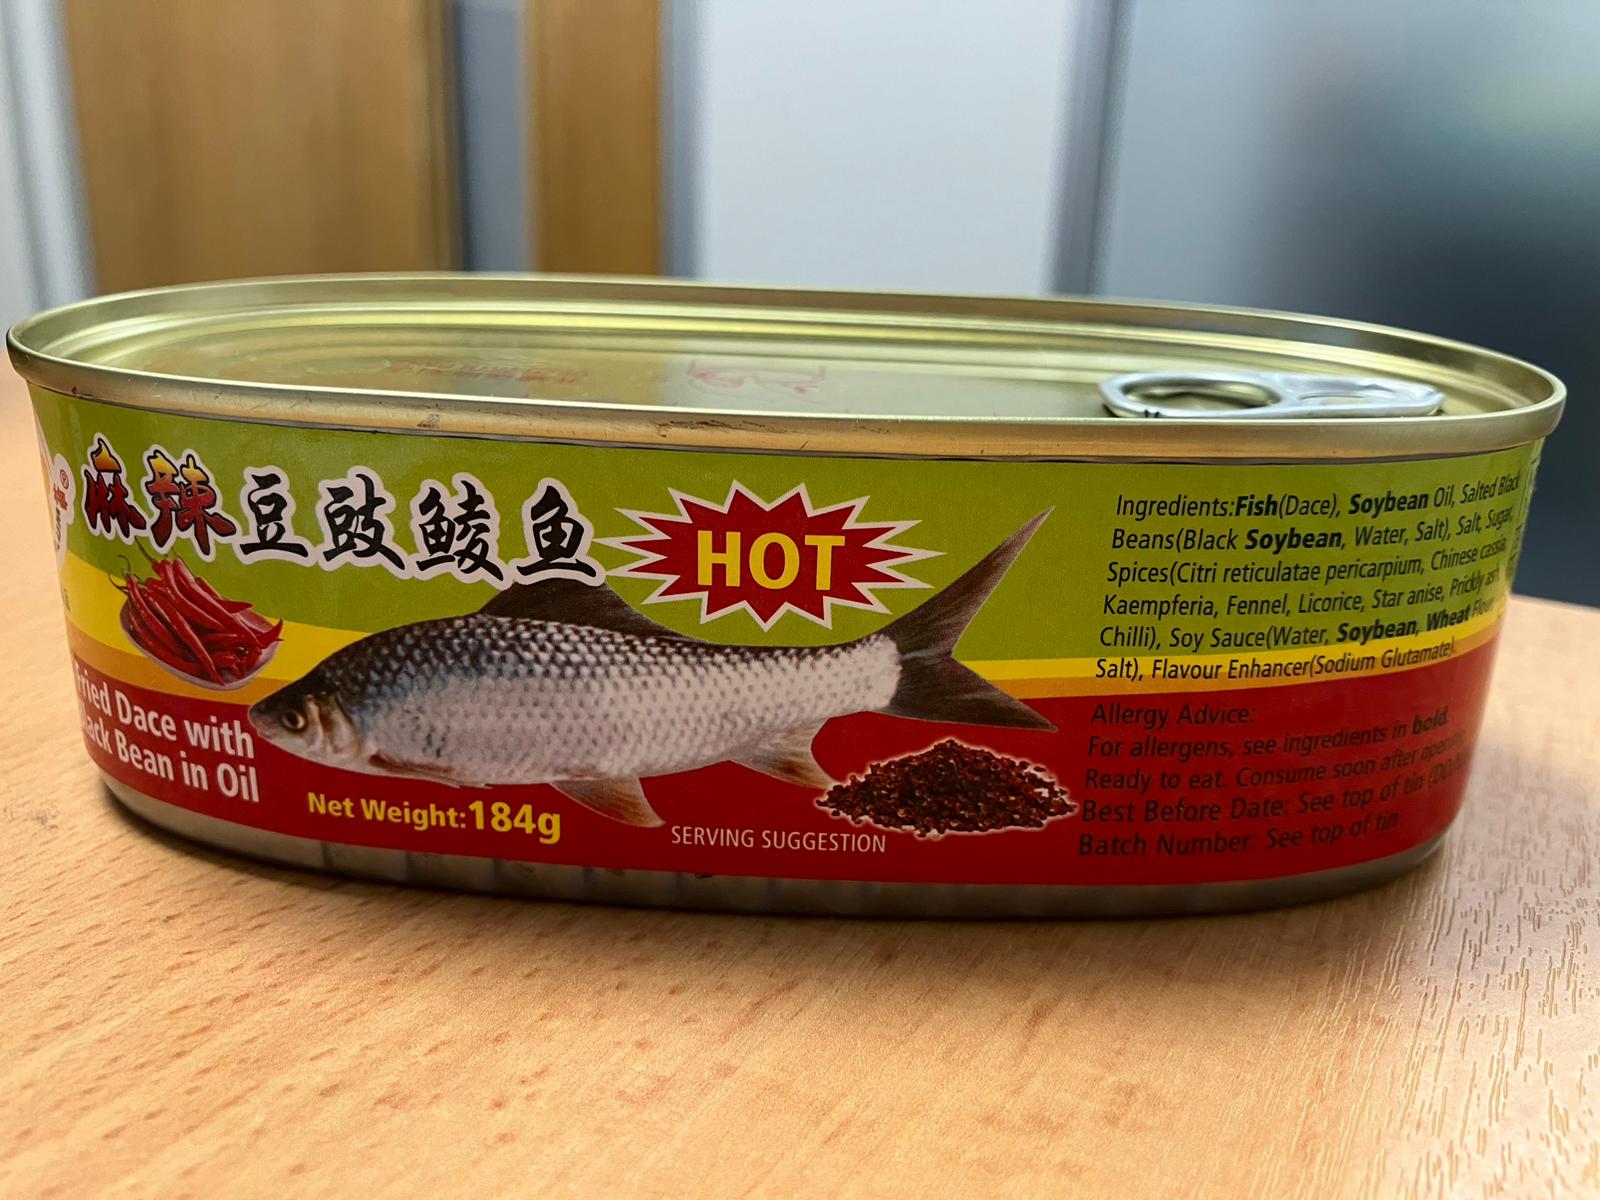 麻辣豆豉鲮鱼
HOT
Fried Dace with
Black Bean in Oil
Net Weight:184g
SERVING SUGGESTION
Ingredients:Fish(Dace), Soybean Oil, Salted Black
Beans(Black Soybean, Water, Salt), Salt, Sugar,
Spices(Citri reticulatae pericarpium, Chinese cassia,
Kaempferia, Fennel, Licorice, Star anise, Prickly ash,
Chilli), Soy Sauce(Water, Soybean, Wheat Flour,
Salt), Flavour Enhancer(Sodium Glutamate).
Allergy Advice:
For allergens, see ingredients in bold.
Ready to eat. Consume soon after opening.
Best Before Date: See top of tin
Batch Number: See top of tin